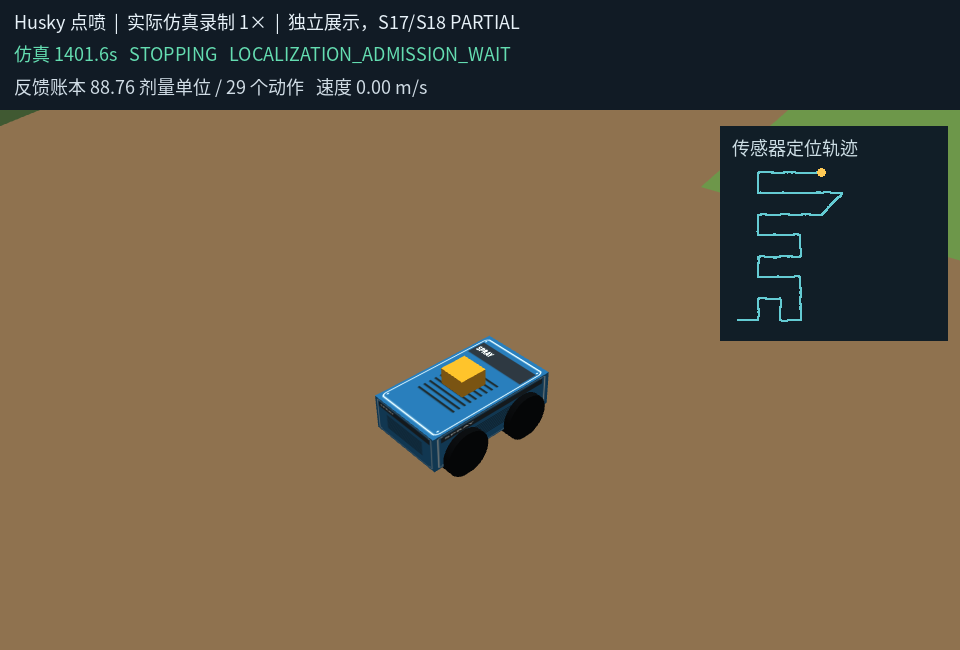 Husky 点喷 | 实际仿真录制 1× | 独立展示，S17/S18 PARTIAL
仿真 1401.6s STOPPING LOCALIZATION_ADMISSION_WAIT
反馈账本 88.76 剂量单位 / 29 个动作 速度 0.00 m/s
传感器定位轨迹
SPRAY